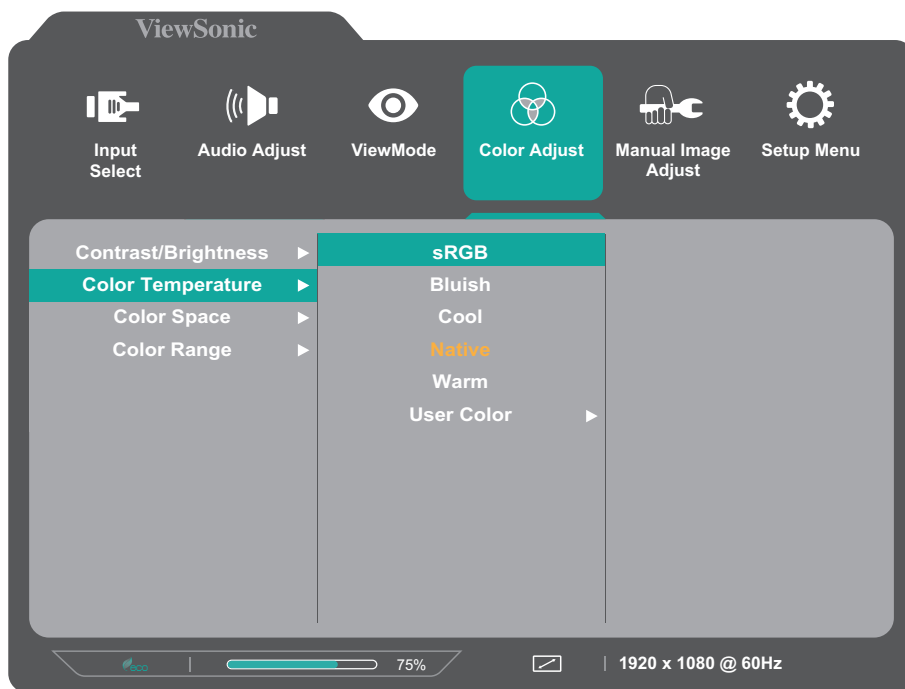 ViewSonic
Input
Select
Audio Adjust
ViewMode
Color Adjust
Manual Image
Adjust
Setup Menu
Contrast/Brightness
Color Temperature
Color Space
Color Range
sRGB
Bluish
Cool
Native
Warm
User Color
eco
75%
1920 x 1080 @ 60Hz